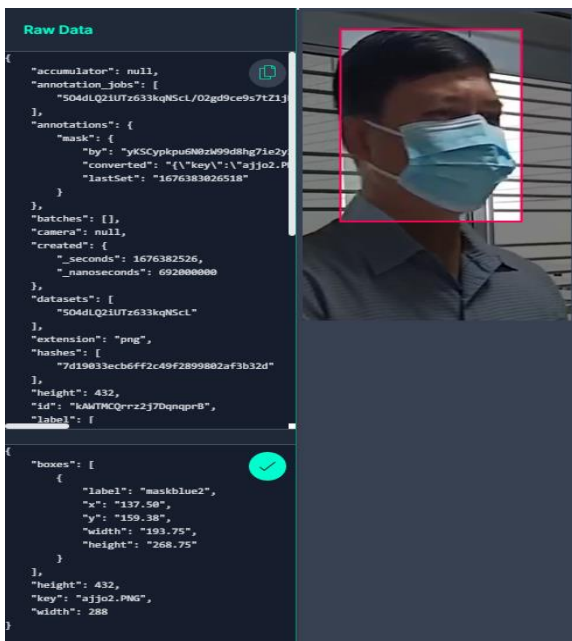 Raw Data
{
"accumulator": null,
"annotation_jobs": [
"5O4dLQ2iUTz633kqNScL/O2gd9ce9s7tZ1j
],
"annotations": {
"mask": {
"by": "yKSCypkpu6N0zW99d8hg7ie2y
"converted": "{\"key\":\"ajjo2.P
"lastSet": "1676383026518"
}
},
"batches": [],
"camera": null,
"created": {
"_seconds": 1676382526,
"_nanoseconds": 692000000
},
"datasets": [
"5O4dLQ2iUTz633kqNScL"
],
"extension": "png",
"hashes": [
"7d19033ecb6ff2c49f2899802af3b32d"
],
"height": 432,
"id": "kAWTMCQrrz2j7DqnqprB",
"label": [
{
"boxes": [
{
"label": "maskblue2",
"x": "137.50",
"y": "159.38",
"width": "193.75",
"height": "268.75"
}
],
"height": 432,
"key": "ajjo2.PNG",
"width": 288
}